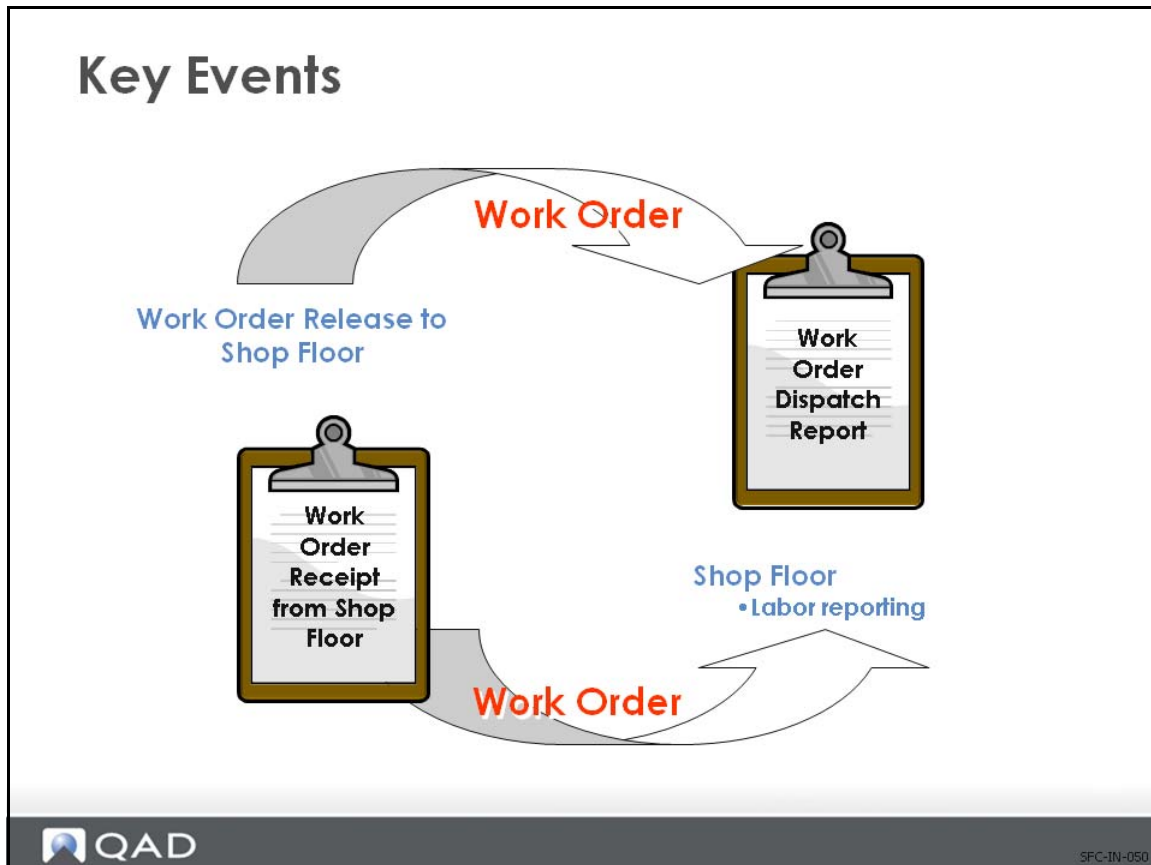 Key Events
Work Order
Work Order Release to
Shop Floor
Work
Order
Dispatch
Report
Work
Order
Receipt
from Shop
Floor
Shop Floor
•Labor reporting
Work Order
QAD
SFC-IN-050